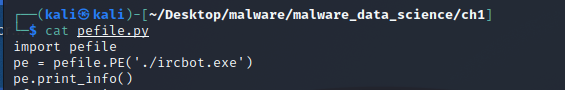 (kali㉿kali)-[~/Desktop/malware/malware_data_science/ch1]
$ cat pefile.py
import pefile
pe = pefile.PE('./ircbot.exe')
pe.print_info()